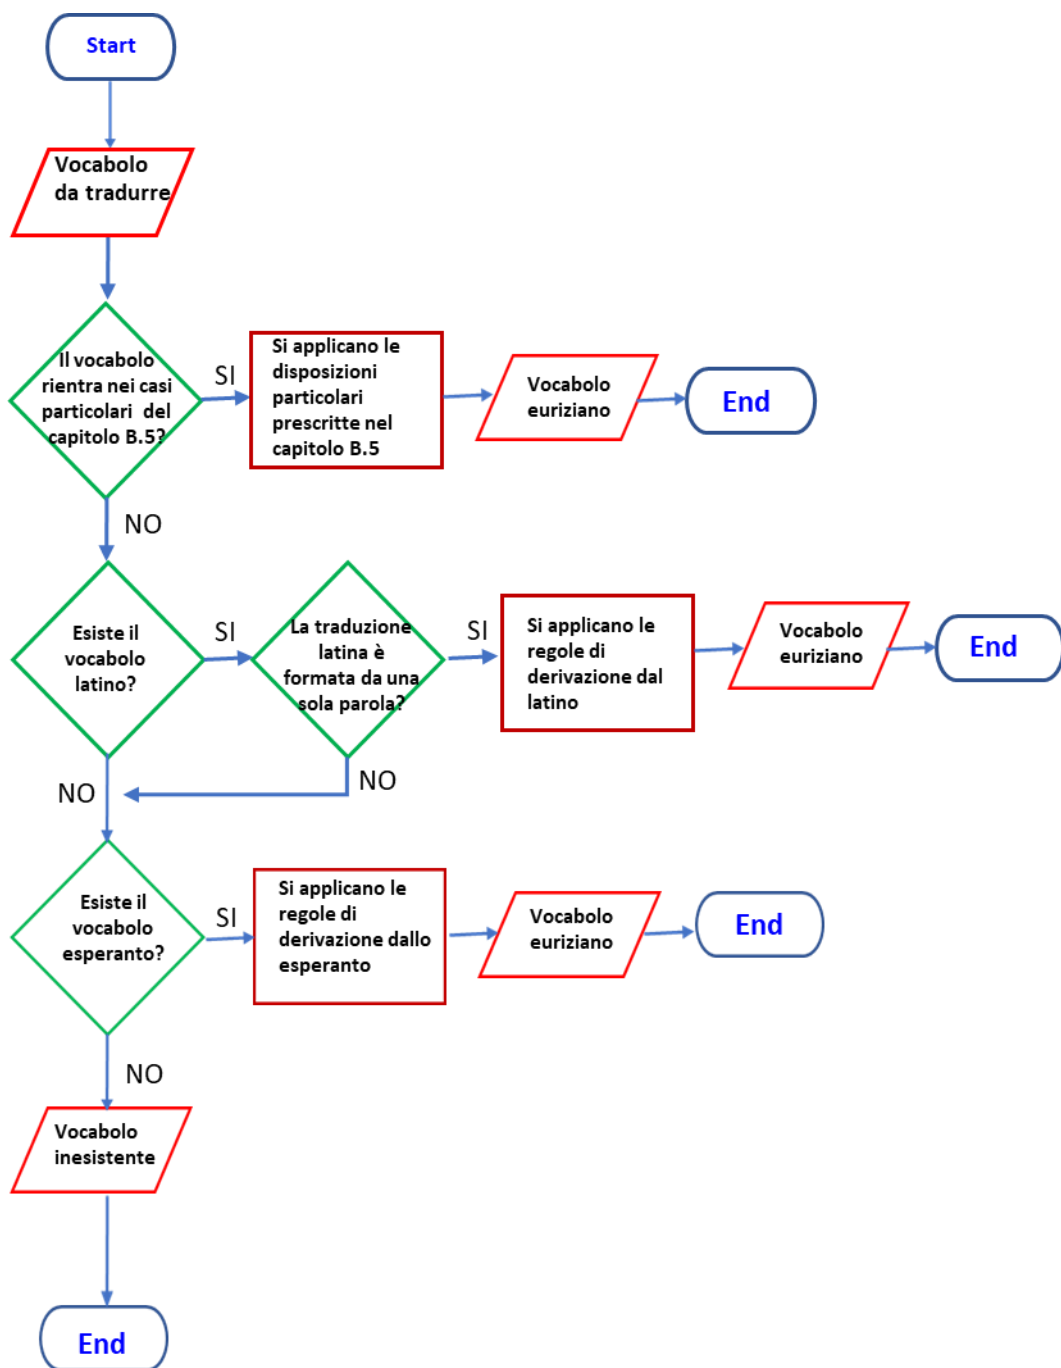 Start
Vocabolo
da tradurre
Il vocabolo
rientra nei casi
particolari del
capitolo B.5?
SI
Si applicano le
disposizioni
particolari
prescritte nel
capitolo B.5
Vocabolo
euriziano
End
NO
Esiste il
vocabolo
latino?
SI
La traduzione
latina è
formata da una
sola parola?
SI
Si applicano le
regole di
derivazione dal
latino
Vocabolo
euriziano
End
NO
NO
Esiste il
vocabolo
esperanto?
SI
Si applicano le
regole di
derivazione dallo
esperanto
Vocabolo
euriziano
End
NO
Vocabolo
inesistente
End